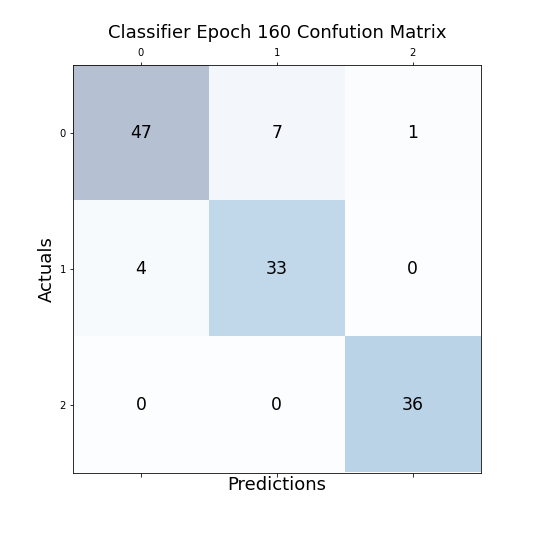 Classifier Epoch 160 Confution Matrix
0 1 2
0 47 7 1
1 4 33 0
2 0 0 36
Actuals
Predictions